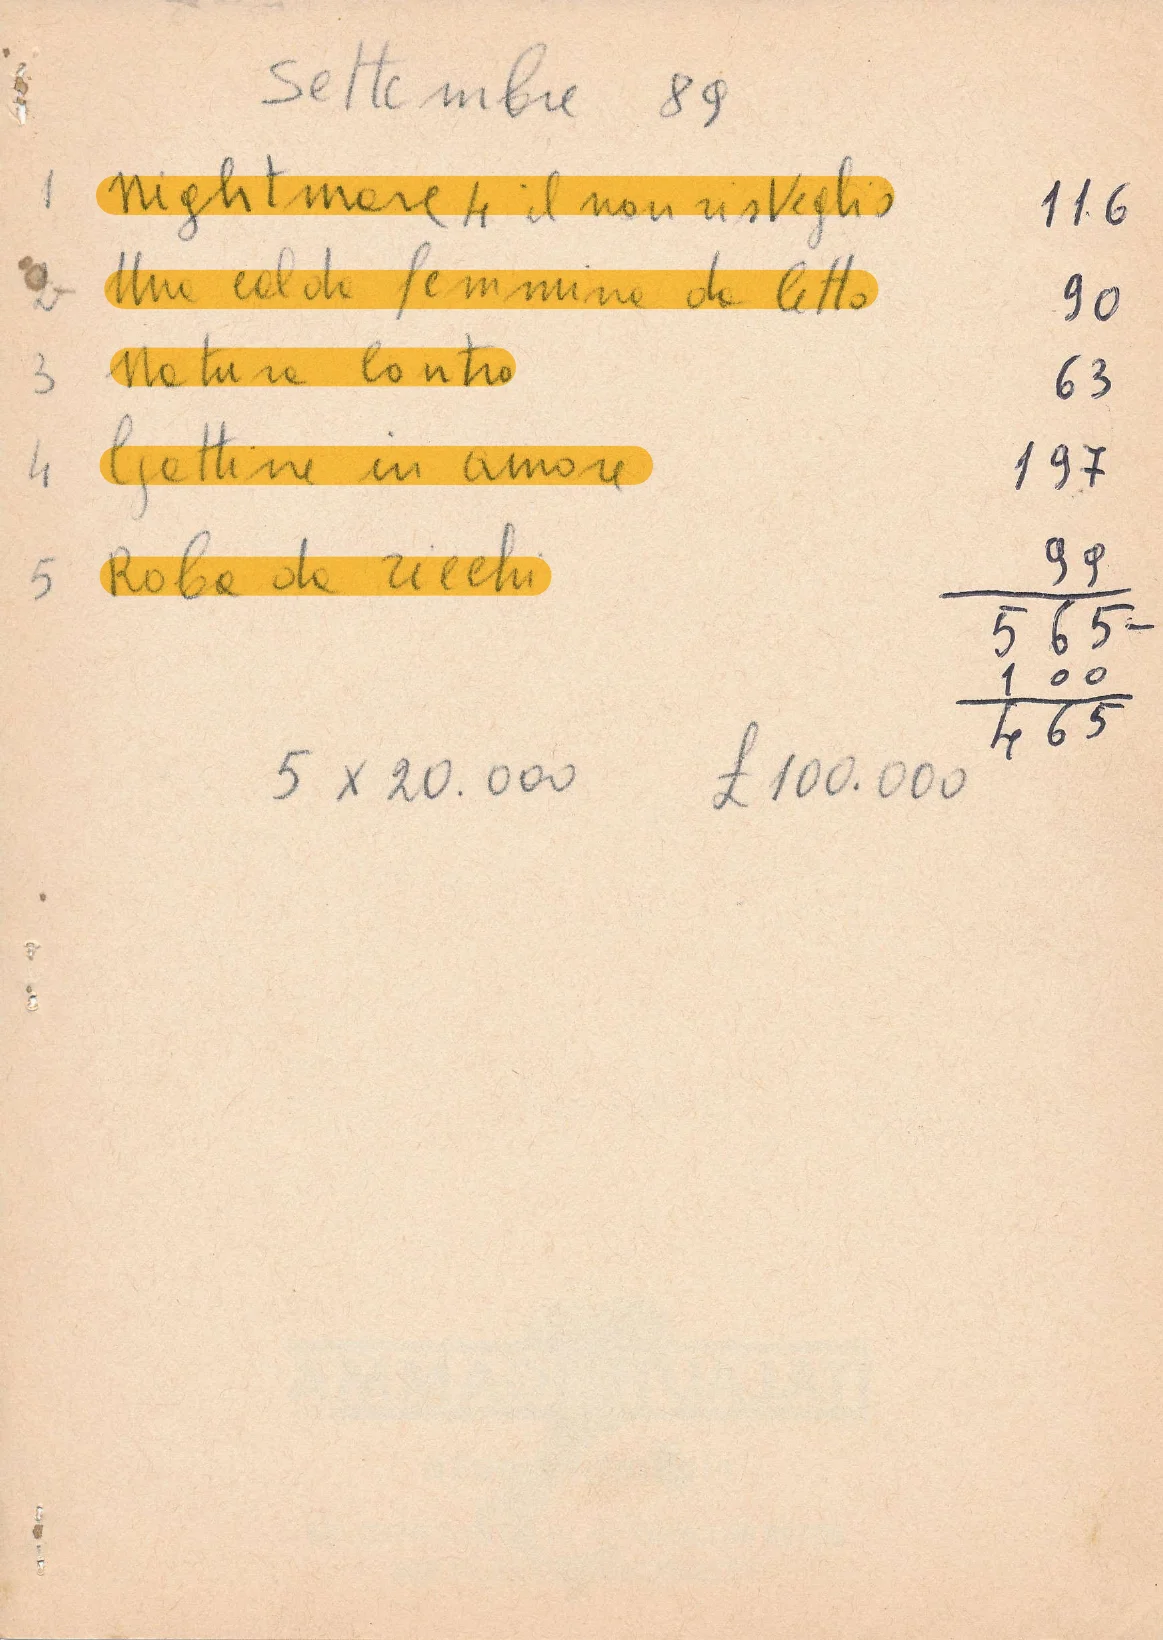 Settembre 89
1 Nightmare 4 il non risveglio 116
2 Una calda femmina da letto 90
3 Natura Contro 63
4 Gattine in amore 197
5 Roba da ricchi 99
565-
100
465
5 x 20.000 £ 100.000